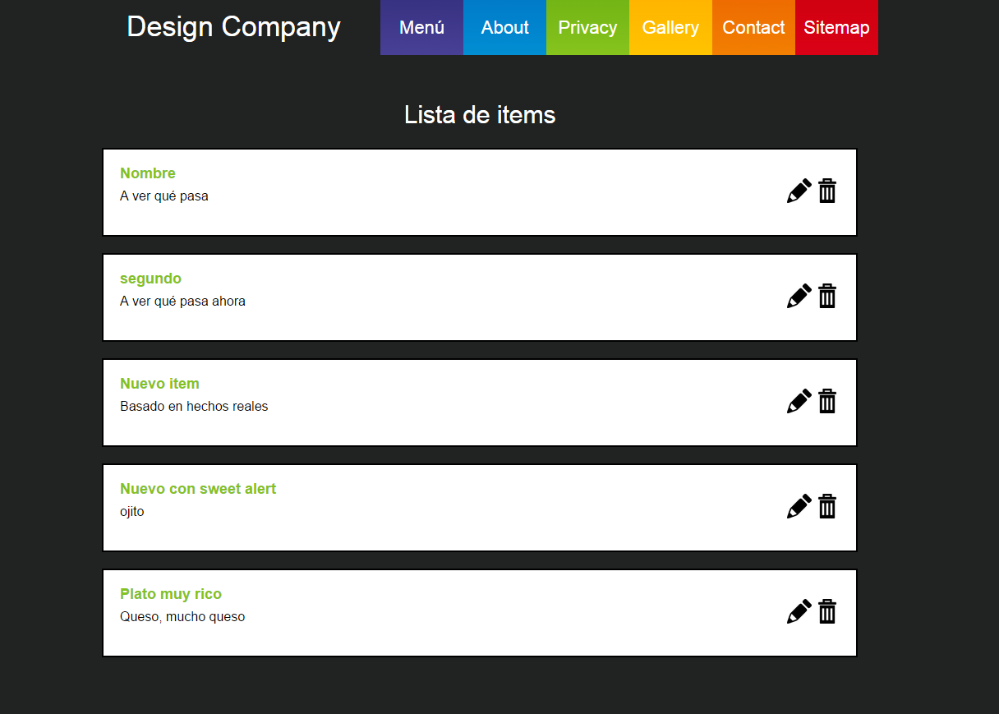 Design Company
Menú
About
Privacy
Gallery
Contact
Sitemap
Lista de items
Nombre
A ver qué pasa
segundo
A ver qué pasa ahora
Nuevo item
Basado en hechos reales
Nuevo con sweet alert
ojito
Plato muy rico
Queso, mucho queso